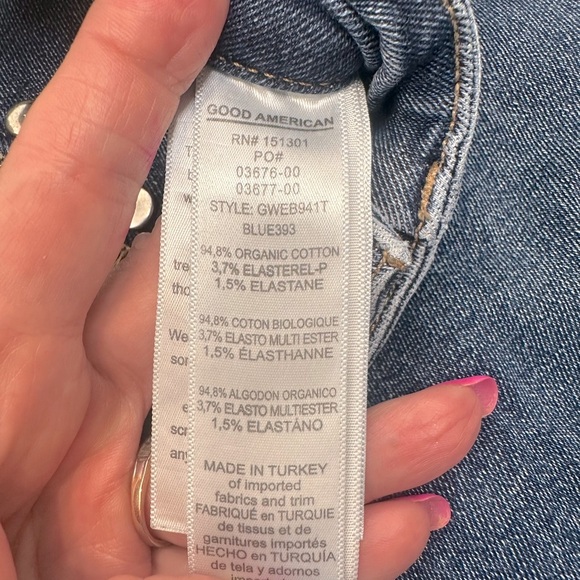 GOOD AMERICAN
RN# 151301
PO#
03676-00
03677-00
STYLE: GWEB941T
BLUE393
94,8% ORGANIC COTTON
3,7% ELASTEREL-P
1.5% ELASTANE
94,8% COTON BIOLOGIQUE
3,7% ELASTO MULTI ESTER
1,5% ÉLASTHANNE
94,8% ALGODON ORGANICO
3,7% ELASTO MULTIESTER
1.5% ELASTÁNO
MADE IN TURKEY
of imported
fabrics and trim
FABRIQUÉ en TURQUIE
de tissus et de
garnitures importés
HECHO en TURQUÍA
de tela y adornos